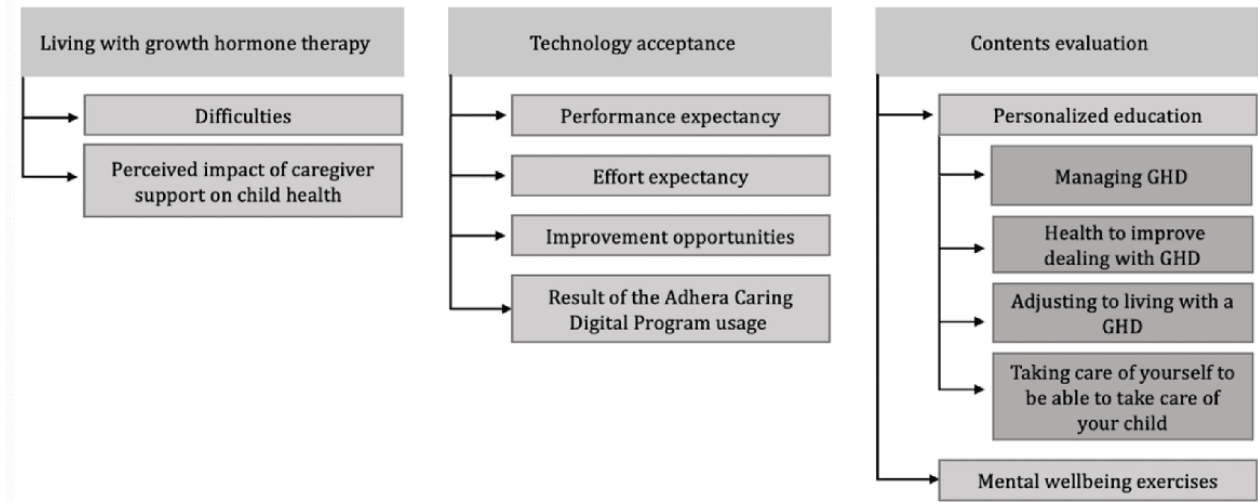 Living with growth hormone therapy
Difficulties
Perceived impact of caregiver
support on child health
Technology acceptance
Performance expectancy
Effort expectancy
Improvement opportunities
Result of the Adhera Caring
Digital Program usage
Contents evaluation
Personalized education
Managing GHD
Health to improve
dealing with GHD
Adjusting to living with a
GHD
Taking care of yourself to
be able to take care of
your child
Mental wellbeing exercises